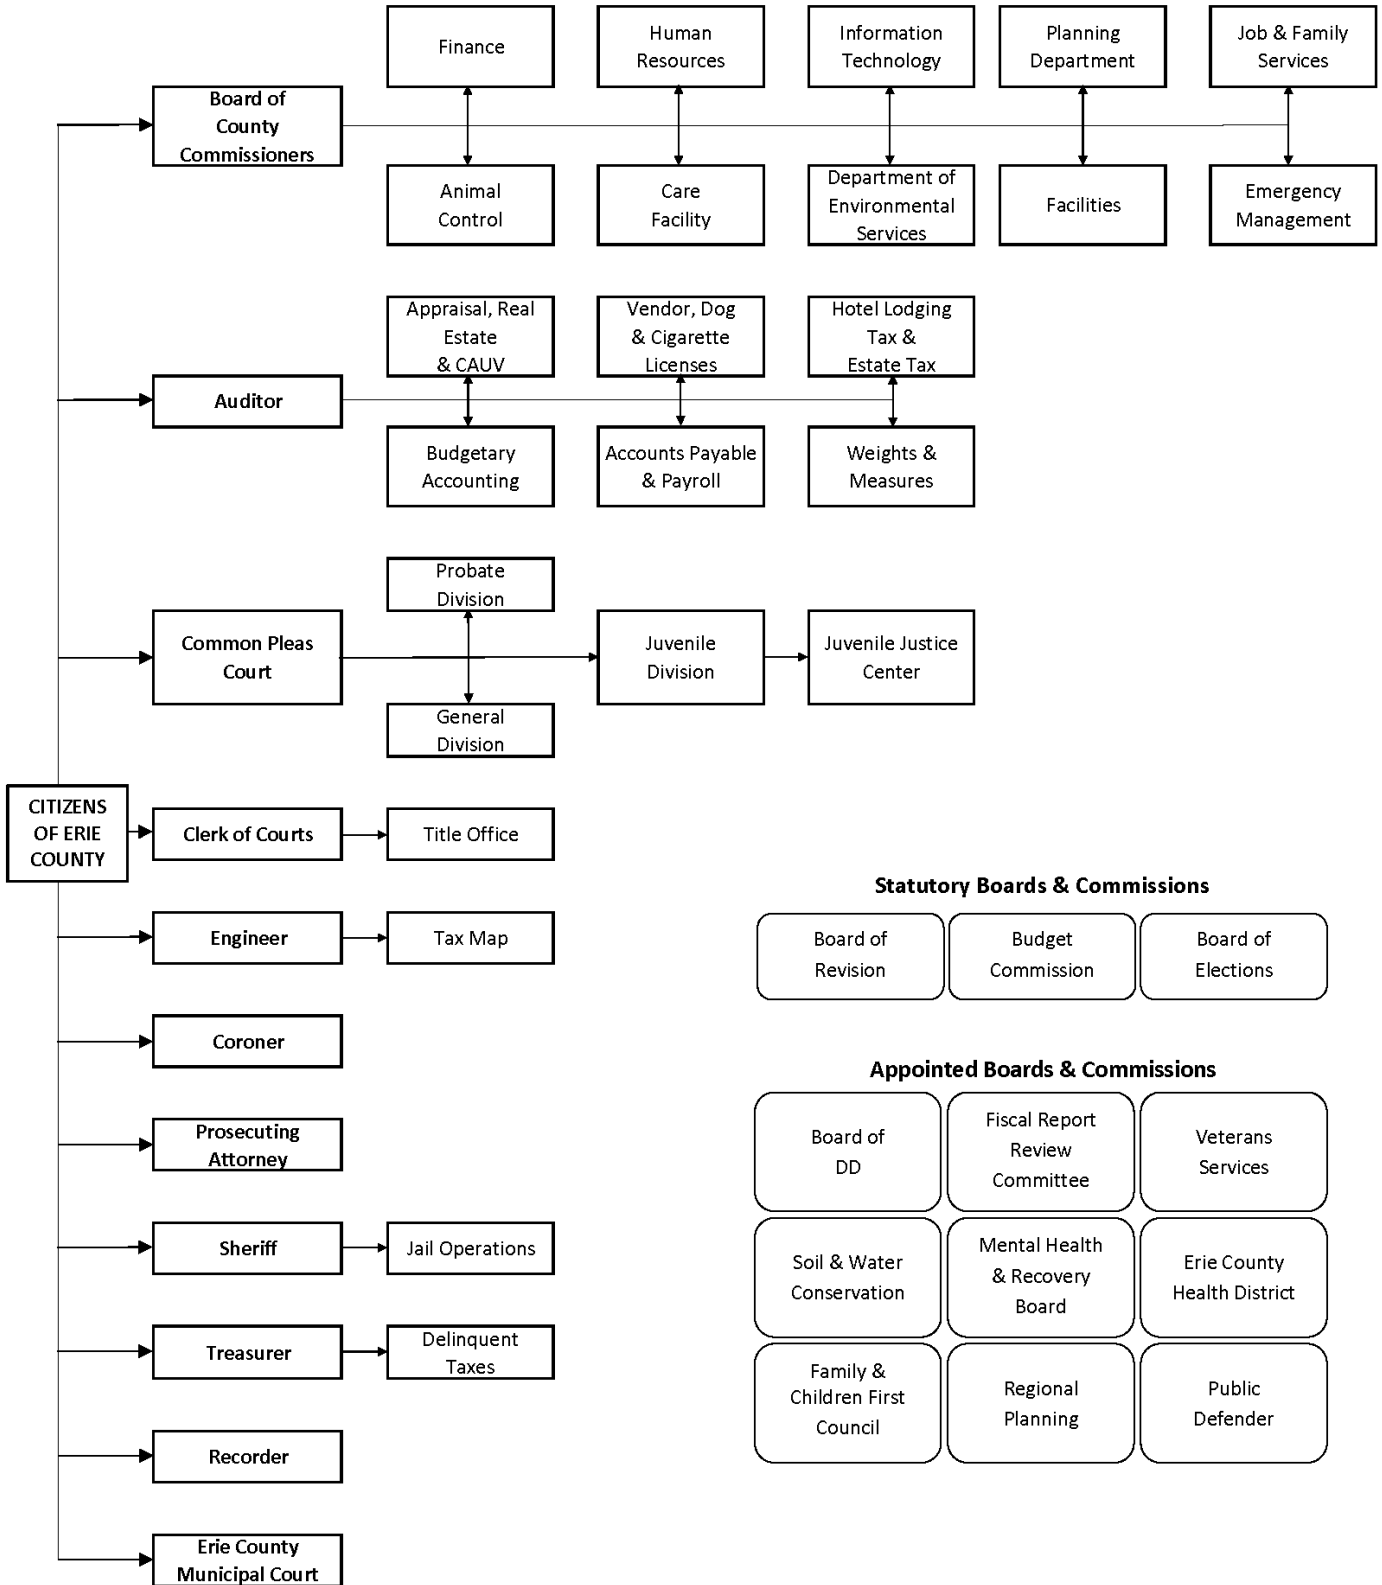 Finance
Human
Resources
Information
Technology
Planning
Department
Job & Family
Services
Board of
County
Commissioners
Animal
Control
Care
Facility
Department of
Environmental
Services
Facilities
Emergency
Management
Appraisal, Real
Estate
& CAUV
Vendor, Dog
& Cigarette
Licenses
Hotel Lodging
Tax &
Estate Tax
Auditor
Budgetary
Accounting
Accounts Payable
& Payroll
Weights &
Measures
Probate
Division
Common Pleas
Court
Juvenile
Division
Juvenile Justice
Center
General
Division
CITIZENS
OF ERIE
COUNTY
Clerk of Courts
Title Office
Engineer
Tax Map
Coroner
Prosecuting
Attorney
Sheriff
Jail Operations
Treasurer
Delinquent
Taxes
Recorder
Erie County
Municipal Court
Statutory Boards & Commissions
Board of
Revision
Budget
Commission
Board of
Elections
Appointed Boards & Commissions
Board of
DD
Fiscal Report
Review
Committee
Veterans
Services
Soil & Water
Conservation
Mental Health
& Recovery
Board
Erie County
Health District
Family &
Children First
Council
Regional
Planning
Public
Defender